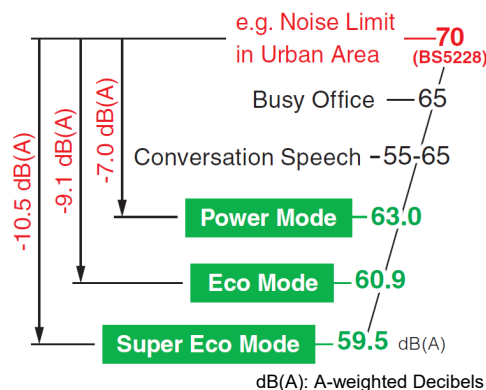 e.g. Noise Limit
in Urban Area
70
(BS5228)
Busy Office
65
Conversation Speech
55-65
-7.0 dB(A)
-9.1 dB(A)
-10.5 dB(A)
Power Mode
63.0
Eco Mode
60.9
Super Eco Mode
59.5 dB(A)
dB(A): A-weighted Decibels